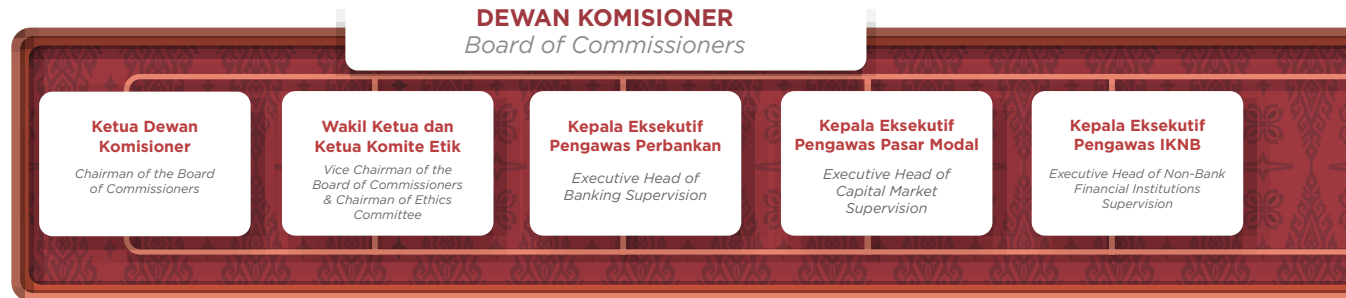 DEWAN KOMISIONER
Board of Commissioners
Ketua Dewan
Komisioner
Chairman of the Board
of Commissioners
Wakil Ketua dan
Ketua Komite Etik
Vice Chairman of the
Board of Commissioners
& Chairman of Ethics
Committee
Kepala Eksekutif
Pengawas Perbankan
Executive Head of
Banking Supervision
Kepala Eksekutif
Pengawas Pasar Modal
Executive Head of
Capital Market
Supervision
Kepala Eksekutif
Pengawas IKNB
Executive Head of Non-Bank
Financial Institutions
Supervision